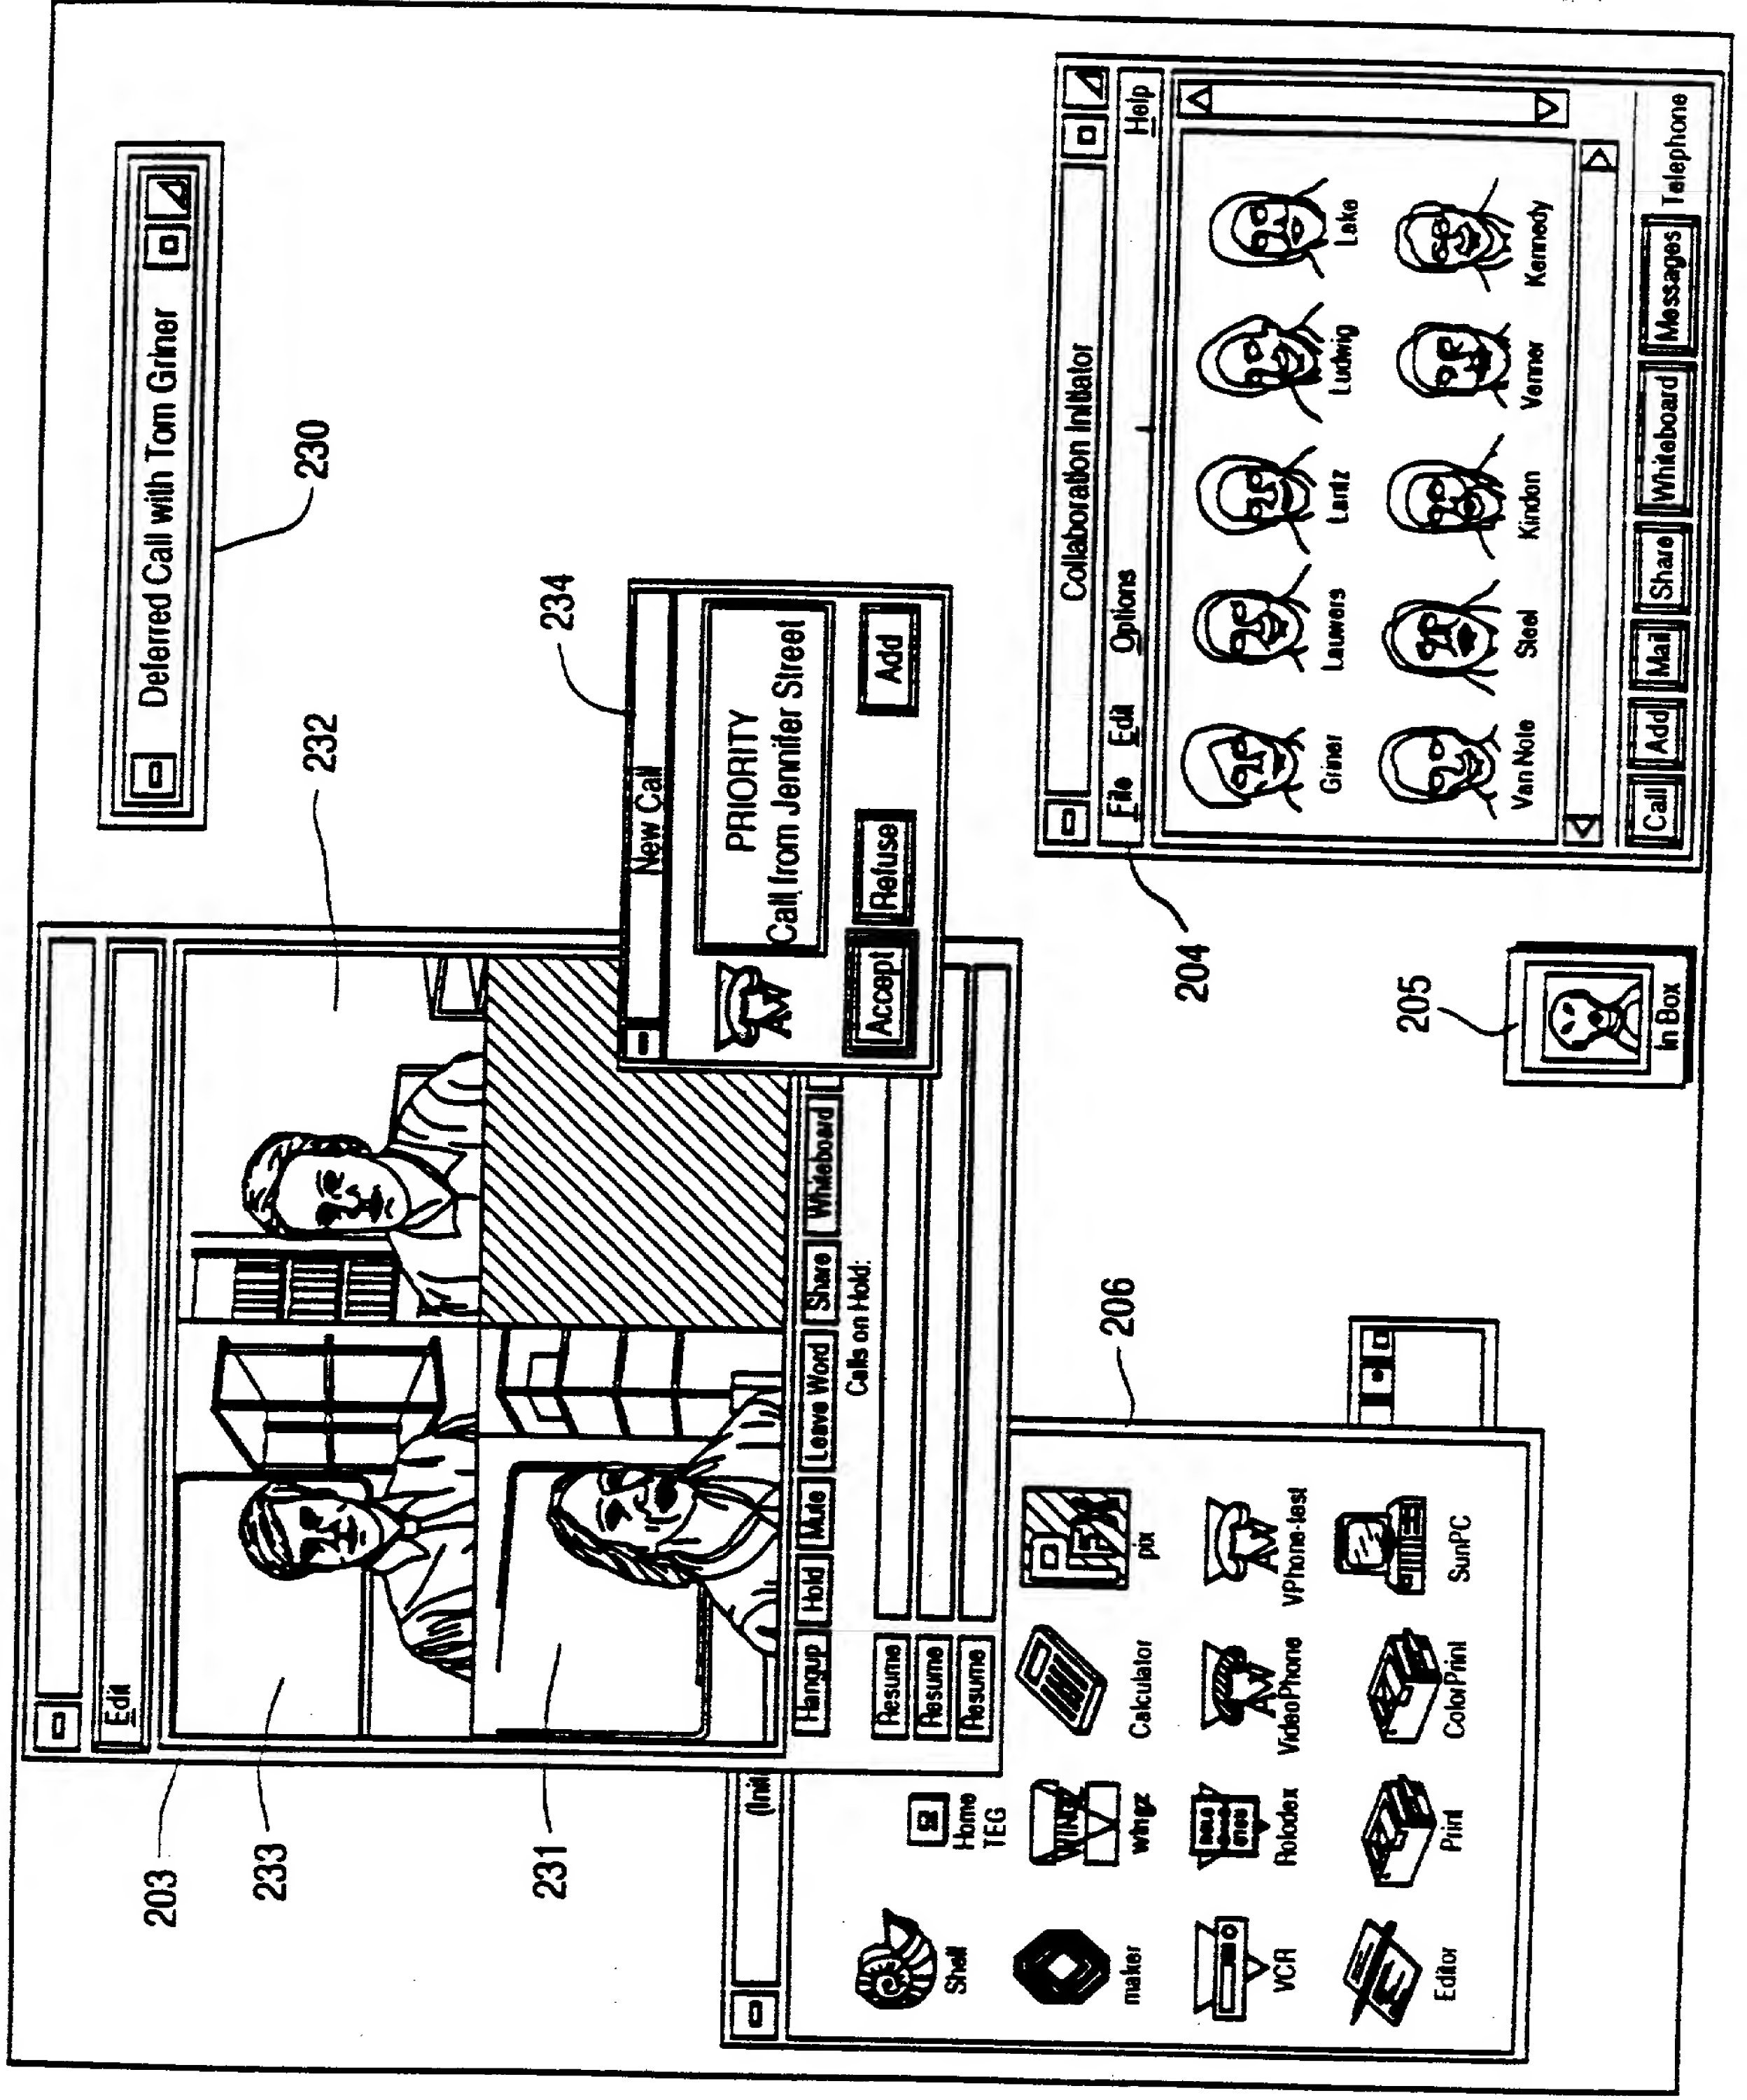 Deferred Call with Tom Griner
230
203
Edit
233
232
231
Hangup Hold Mute Leave Word Share Whiteboard
Calls on Hold:
Resume
Resume
Resume
234
New Call
PRIORITY
Call from Jennifer Street
Accept Refuse Add
204
Collaboration Initiator
File Edit Options Help
Griner Lauwers Lantz Ludwig Lake
Van Note Steel Kindon Venner Kennedy
Call Add Mail Share Whiteboard Messages Telephone
205
In Box
206
Shell
Home
TEG
maker wingz Calculator pix
VCR Rolodex VideoPhone VPhone-test
Editor Print ColorPrint SunPC
WINGZ